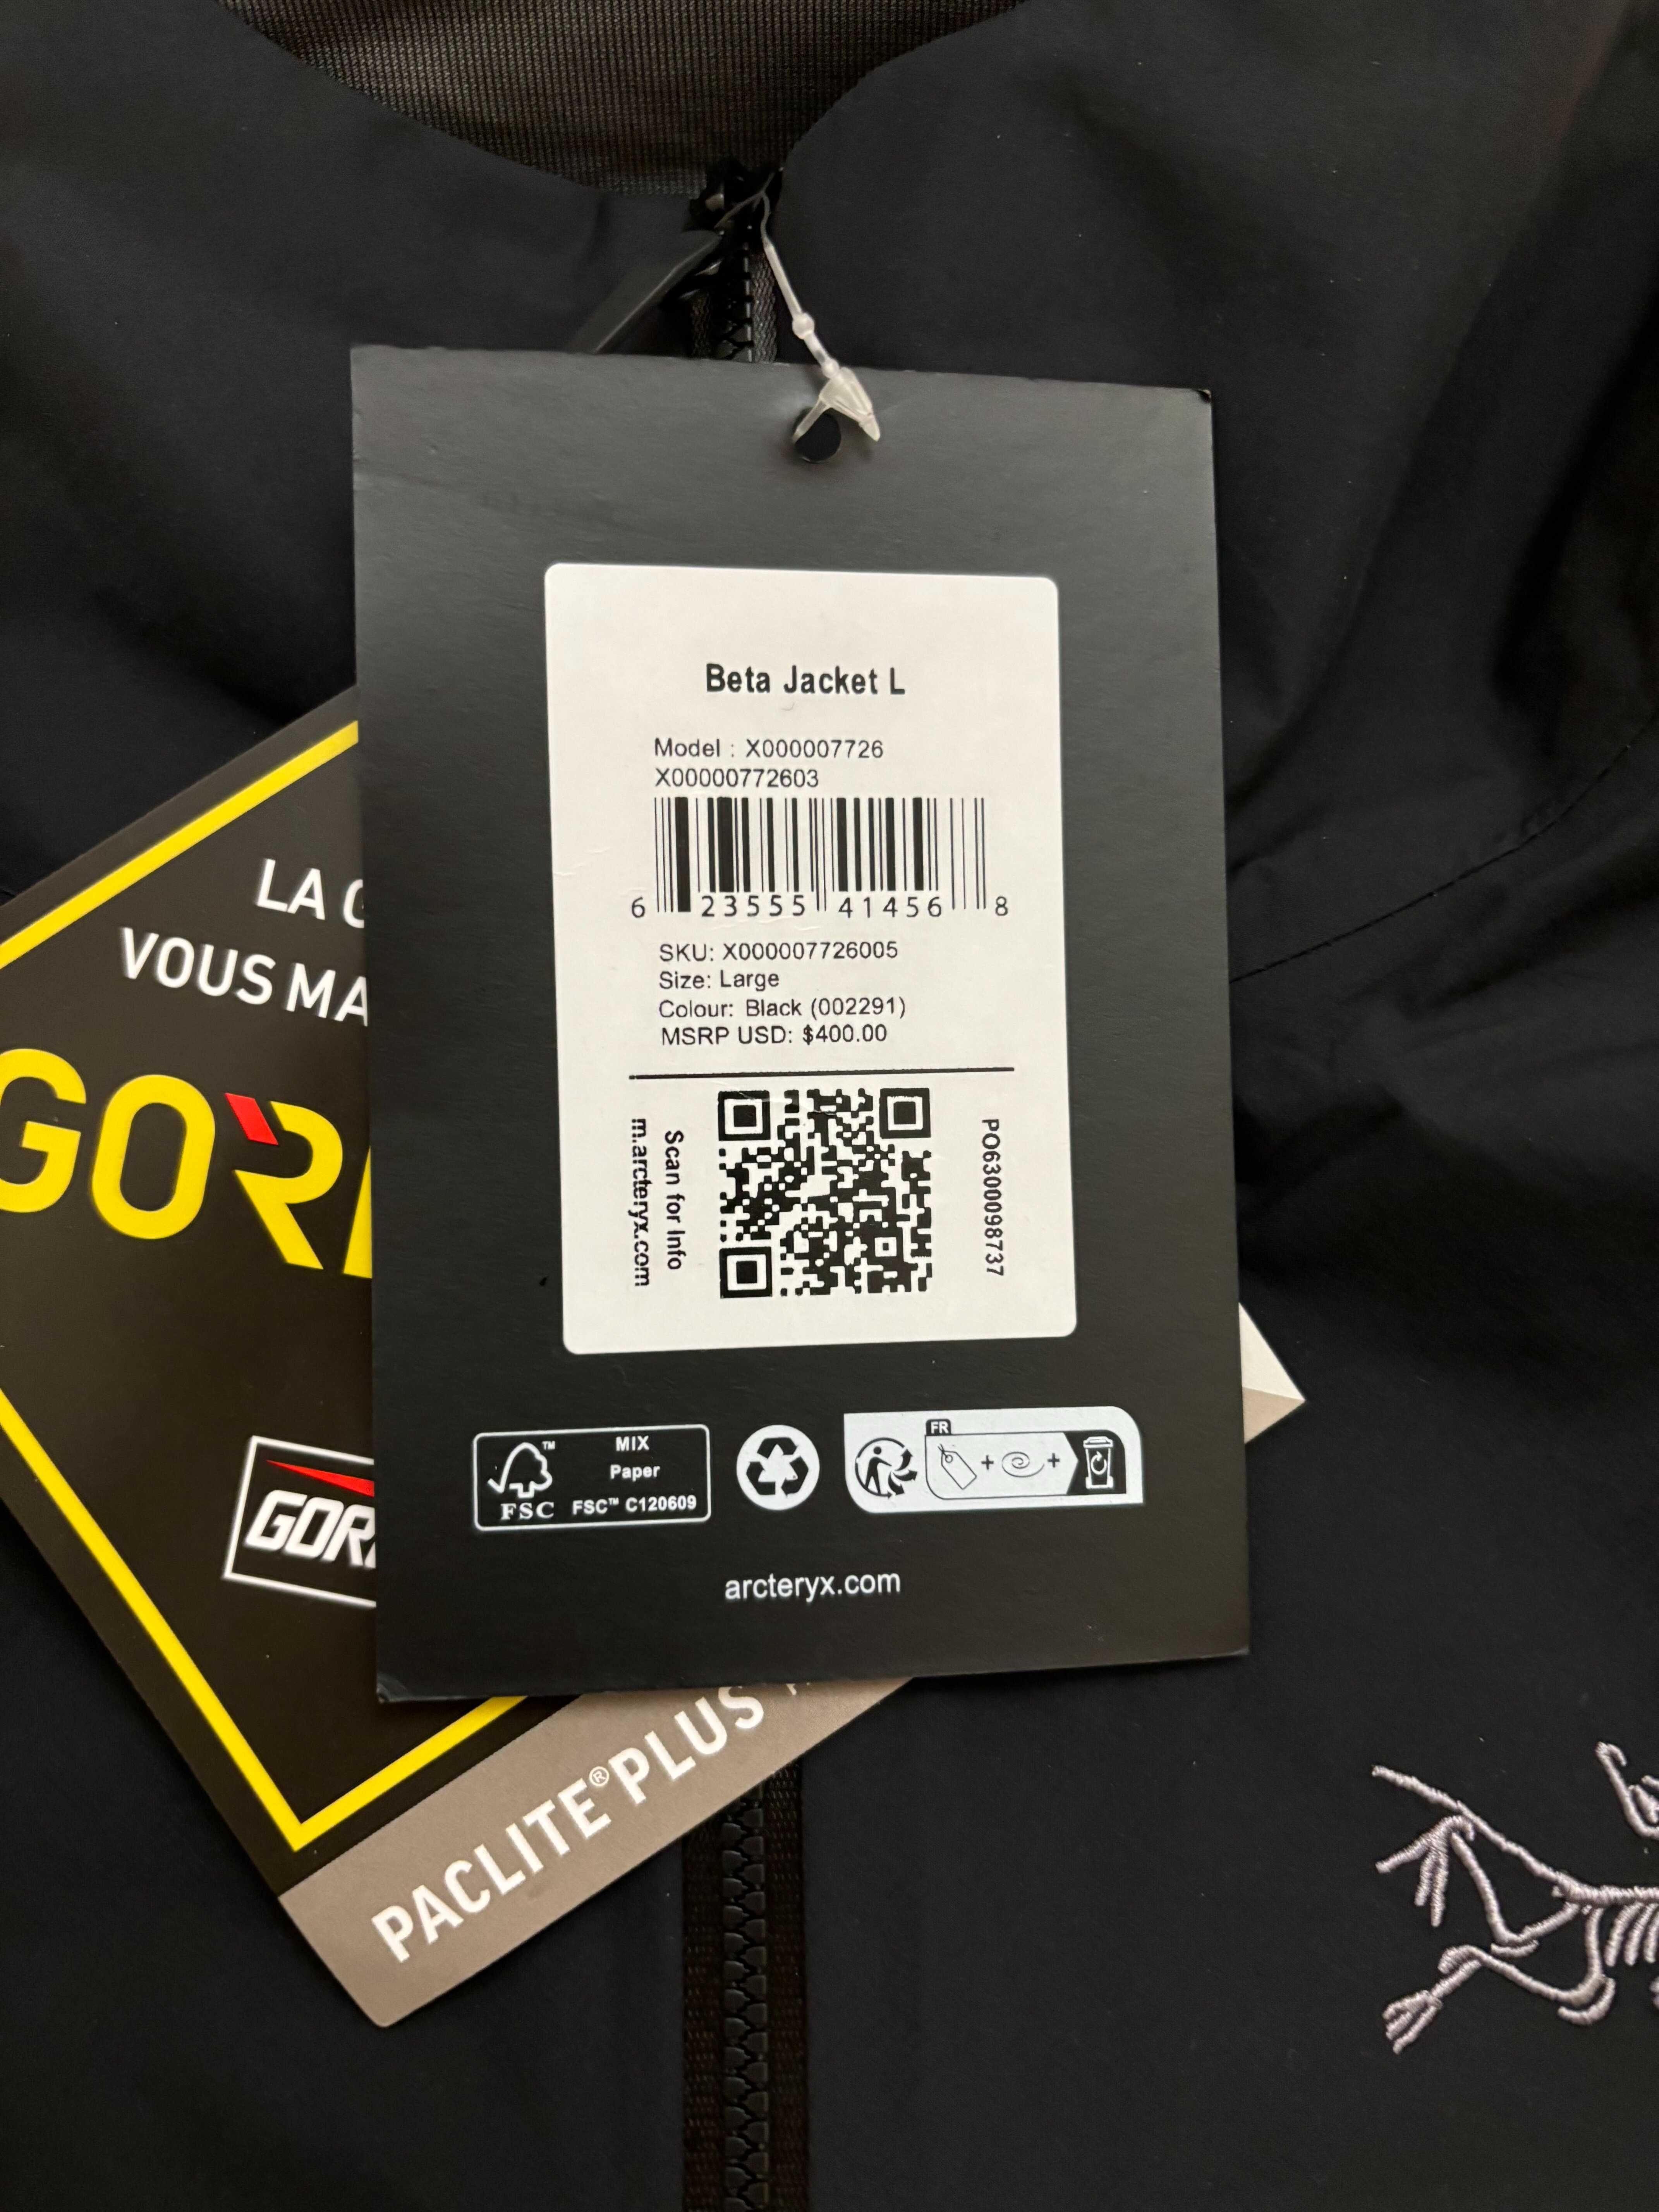 Beta Jacket L
Model : X000007726
X00000772603
6 23555 41456 8
SKU: X000007726005
Size: Large
Colour: Black (002291)
MSRP USD: $400.00
Scan for Info
m.arcteryx.com
PO6300098737
FSC
MIX
Paper
FSC™ C120609
FR
arcteryx.com
LA
VOUS
GOR
GOR
PACLITE® PLUS